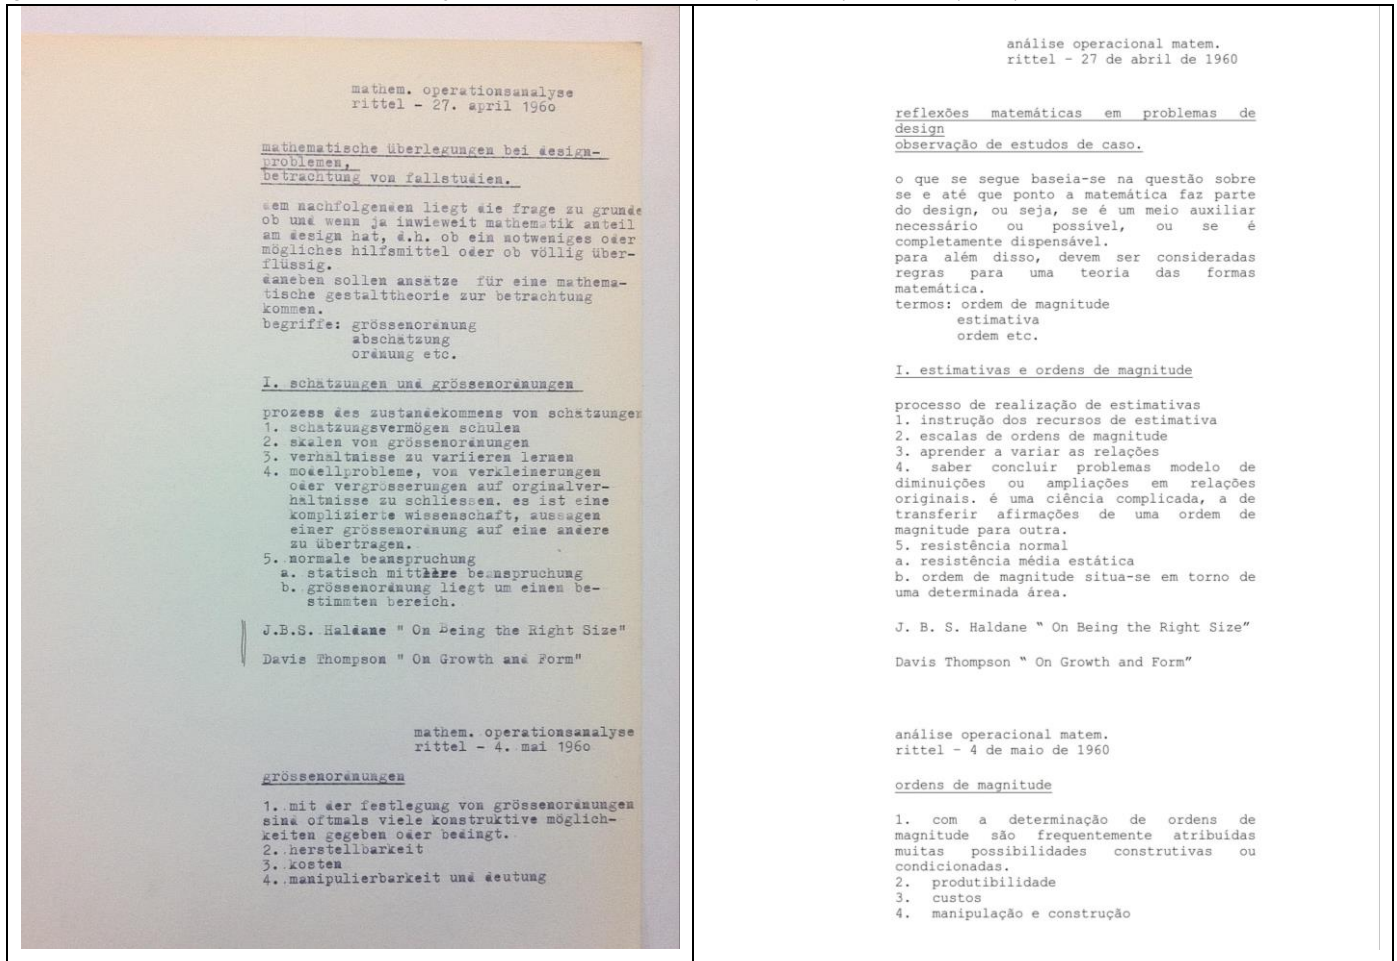 mathem. operationsanalyse
rittel - 27. april 1960
mathematische überlegungen bei design-
problemen,
betrachtung von fallstudien.
dem nachfolgenden liegt die frage zu grunde
ob und wenn ja inwieweit mathematik anteil
am design hat, d.h. ob ein notweniges oder
mögliches hilfsmittel oder ob völlig über-
flüssig.
daneben sollen ansätze für eine mathema-
tische gestalttheorie zur betrachtung
kommen.
begriffe: grössenordnung
abschätzung
ordnung etc.
I. schätzungen und grössenordnungen
prozess des zustandekommens von schätzungen
1. schätzungsvermögen schulen
2. skalen von grössenordnungen
3. verhältnisse zu variieren lernen
4. modellprobleme, von verkleinerungen
oder vergrösserungen auf orginalver-
hältnisse zu schliessen. es ist eine
komplizierte wissenschaft, aussagen
einer grössenordnung auf eine andere
zu übertragen.
5. normale beanspruchung
a. statisch mittlere beanspruchung
b. grössenordnung liegt um einen be-
stimmten bereich.
J.B.S. Haldane " On Being the Right Size"
Davis Thompson " On Growth and Form"
mathem. operationsanalyse
rittel - 4. mai 1960
grössenordnungen
1. mit der festlegung von grössenordnungen
sind oftmals viele konstruktive möglich-
keiten gegeben oder bedingt.
2. herstellbarkeit
3. kosten
4. manipulierbarkeit und deutung
análise operacional matem.
rittel – 27 de abril de 1960
reflexões matemáticas em problemas de
design
observação de estudos de caso.
o que se segue baseia-se na questão sobre
se e até que ponto a matemática faz parte
do design, ou seja, se é um meio auxiliar
necessário ou possível, ou se é
completamente dispensável.
para além disso, devem ser consideradas
regras para uma teoria das formas
matemática.
termos: ordem de magnitude
estimativa
ordem etc.
I. estimativas e ordens de magnitude
processo de realização de estimativas
1. instrução dos recursos de estimativa
2. escalas de ordens de magnitude
3. aprender a variar as relações
4. saber concluir problemas modelo de
diminuições ou ampliações em relações
originais. é uma ciência complicada, a de
transferir afirmações de uma ordem de
magnitude para outra.
5. resistência normal
a. resistência média estática
b. ordem de magnitude situa-se em torno de
uma determinada área.
J. B. S. Haldane “ On Being the Right Size”
Davis Thompson “ On Growth and Form”
análise operacional matem.
rittel – 4 de maio de 1960
ordens de magnitude
1. com a determinação de ordens de
magnitude são frequentemente atribuídas
muitas possibilidades construtivas ou
condicionadas.
2. produtibilidade
3. custos
4. manipulação e construção